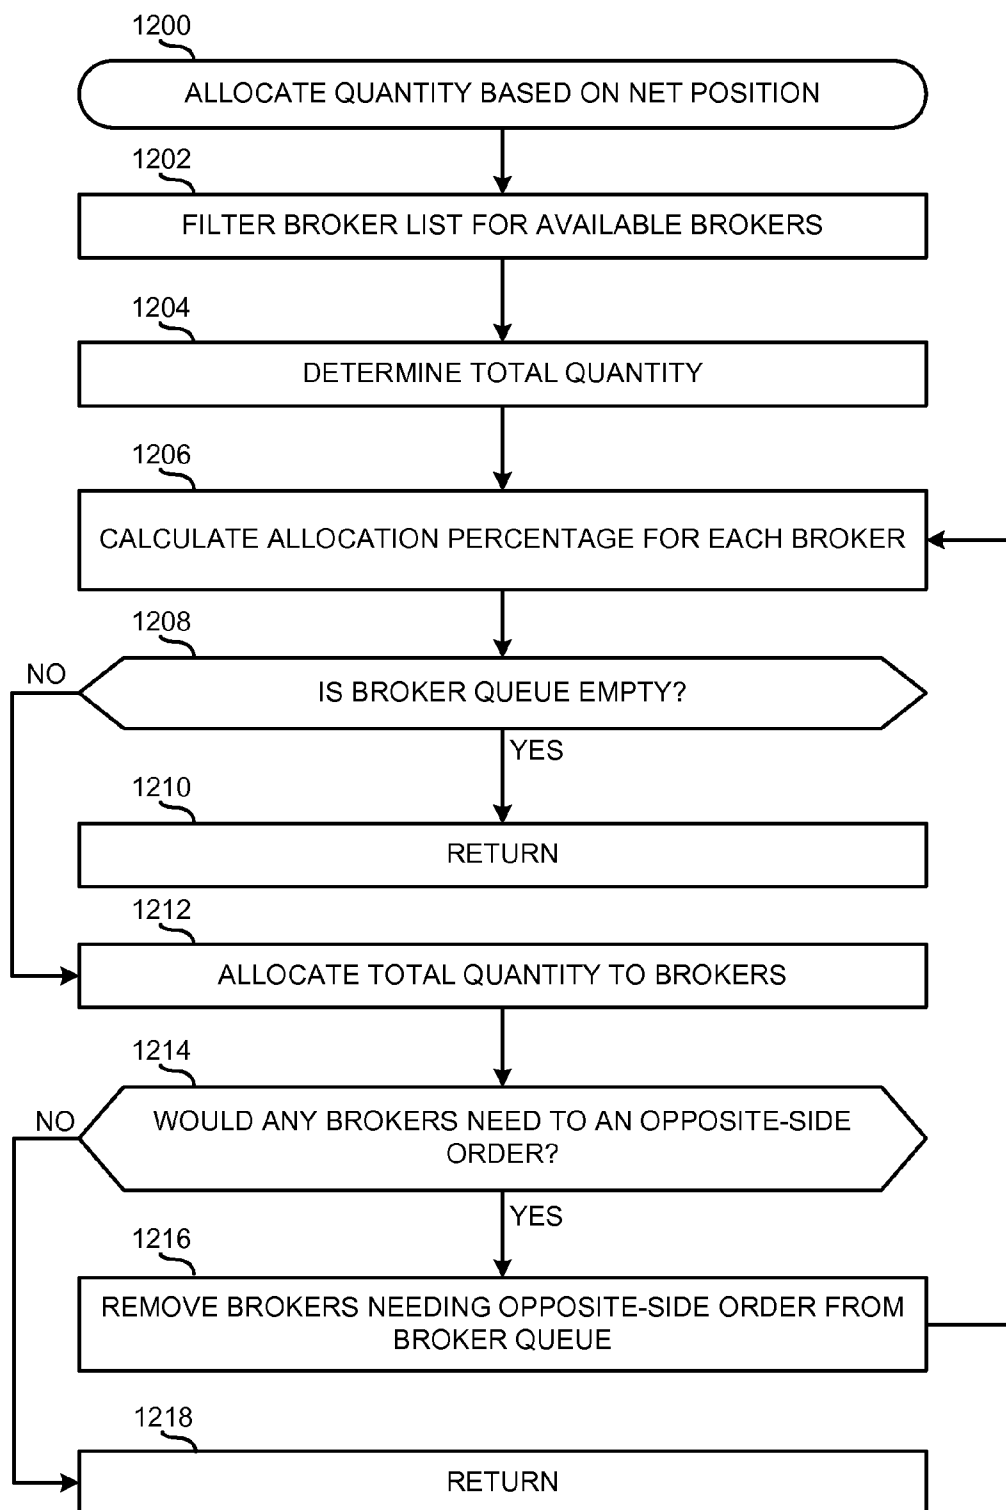 1200
ALLOCATE QUANTITY BASED ON NET POSITION
1202
FILTER BROKER LIST FOR AVAILABLE BROKERS
1204
DETERMINE TOTAL QUANTITY
1206
CALCULATE ALLOCATION PERCENTAGE FOR EACH BROKER
1208
NO
IS BROKER QUEUE EMPTY?
YES
1210
RETURN
1212
ALLOCATE TOTAL QUANTITY TO BROKERS
1214
NO
WOULD ANY BROKERS NEED TO AN OPPOSITE-SIDE
ORDER?
YES
1216
REMOVE BROKERS NEEDING OPPOSITE-SIDE ORDER FROM
BROKER QUEUE
1218
RETURN